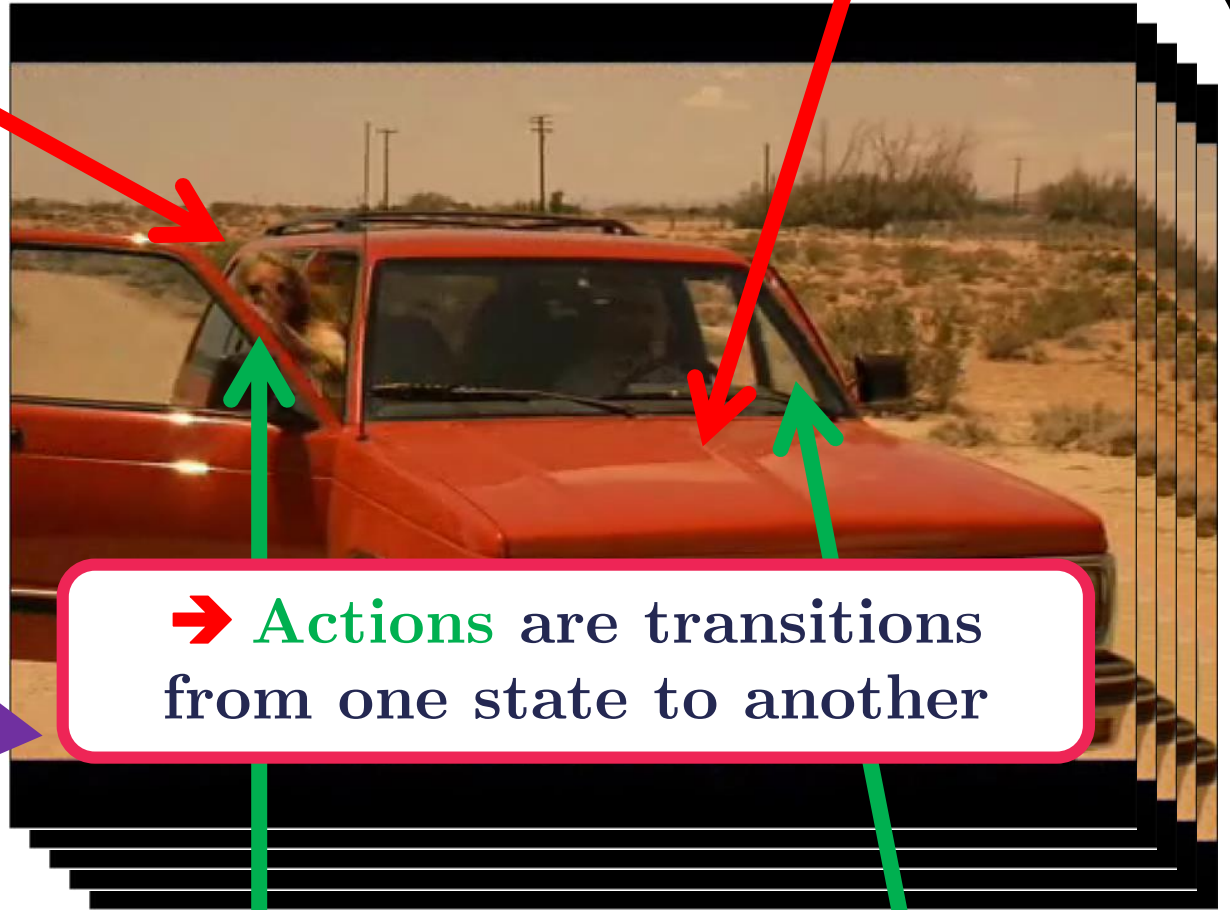 ➔ Actions are transitions
from one state to another